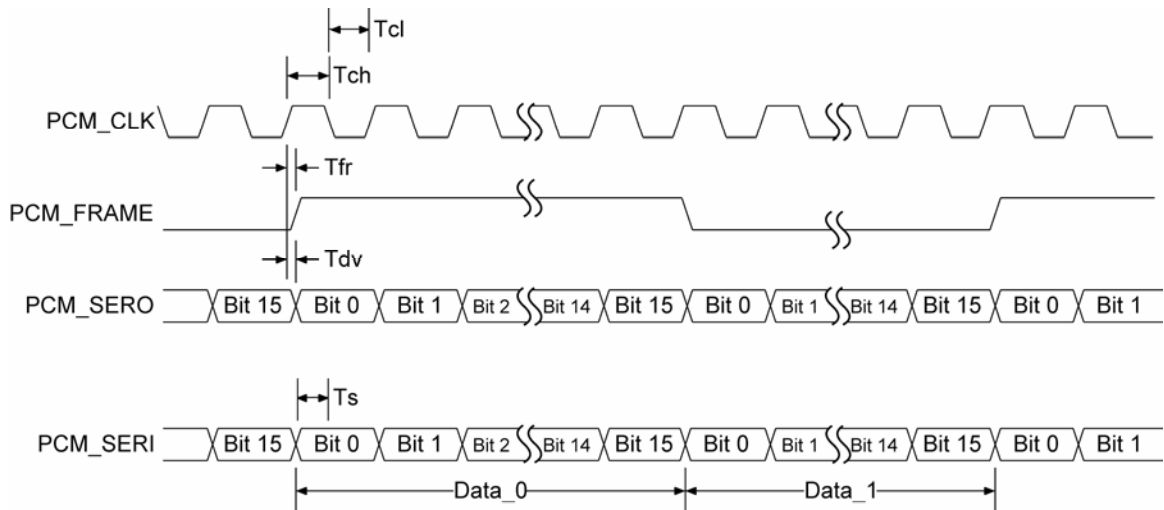 Tcl
Tch
PCM_CLK
Tfr
PCM_FRAME
Tdv
PCM_SERO Bit 15 Bit 0 Bit 1 Bit 2 Bit 14 Bit 15 Bit 0 Bit 1 Bit 14 Bit 15 Bit 0 Bit 1
Ts
PCM_SERI Bit 15 Bit 0 Bit 1 Bit 2 Bit 14 Bit 15 Bit 0 Bit 1 Bit 14 Bit 15 Bit 0 Bit 1
Data_0 Data_1